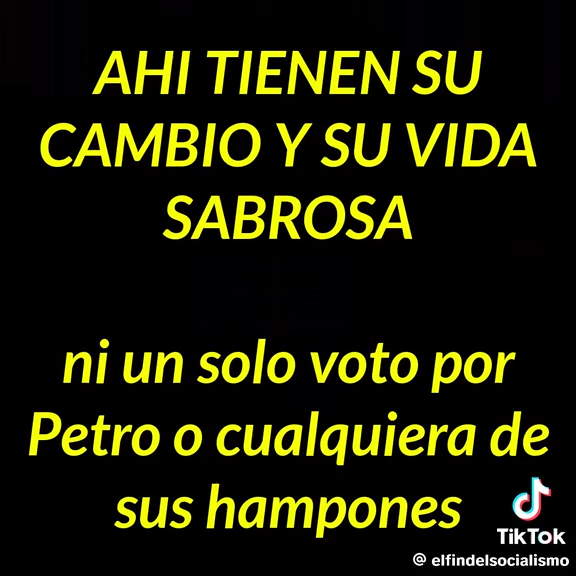 AHI TIENEN SU
CAMBIO Y SU VIDA
SABROSA
ni un solo voto por
Petro o cualquiera de
sus hampones
TikTok
@ elfindelsocialismo